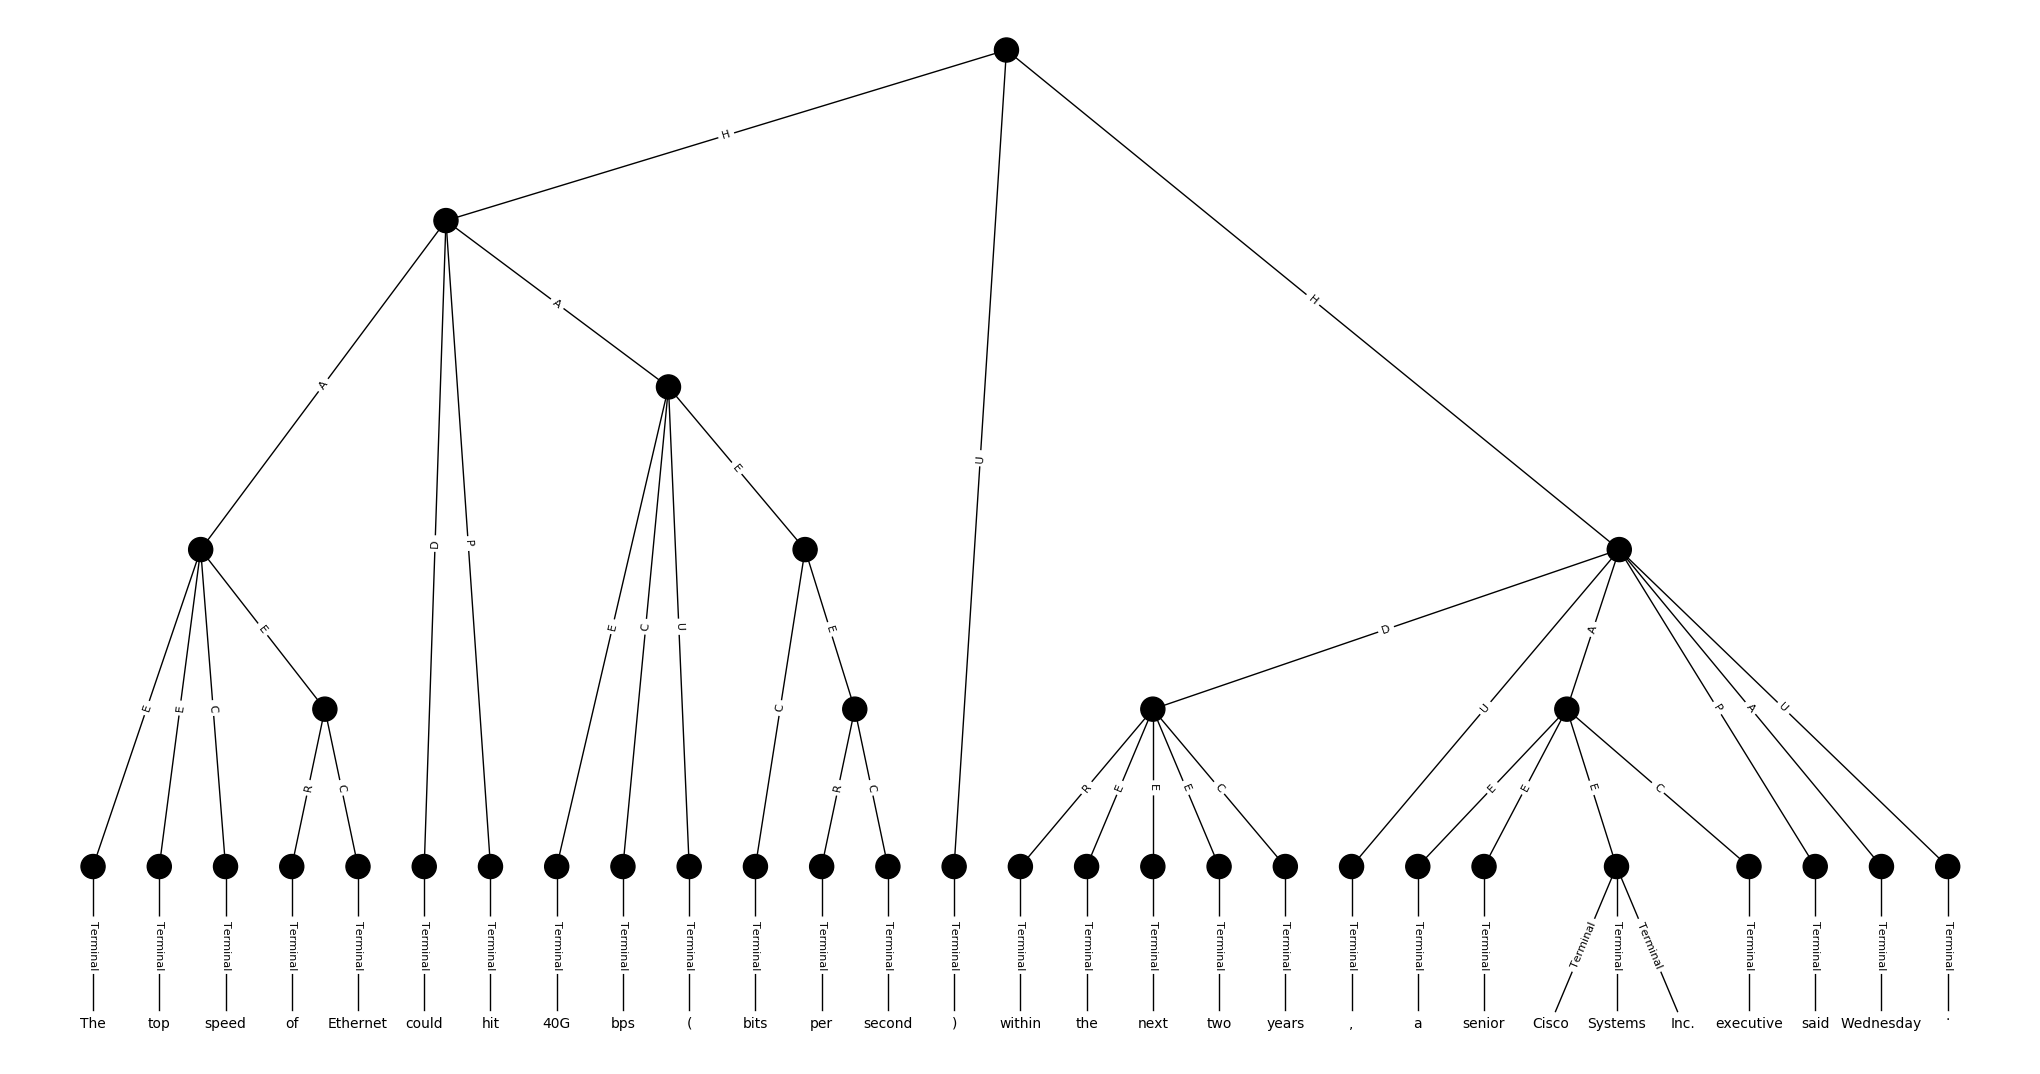 H
H
A
A
U
E
D
P
D
E
E
C
U
E
A
E
E
C
C
U
P
A
U
R
C
R
C
R
E
E
E
C
E
E
E
C
Terminal Terminal Terminal Terminal Terminal Terminal Terminal Terminal Terminal Terminal Terminal Terminal Terminal Terminal Terminal Terminal Terminal Terminal Terminal Terminal Terminal Terminal Terminal Terminal Terminal Terminal Terminal Terminal Terminal
The top speed of Ethernet could hit 40G bps ( bits per second ) within the next two years , a senior Cisco Systems Inc. executive said Wednesday .